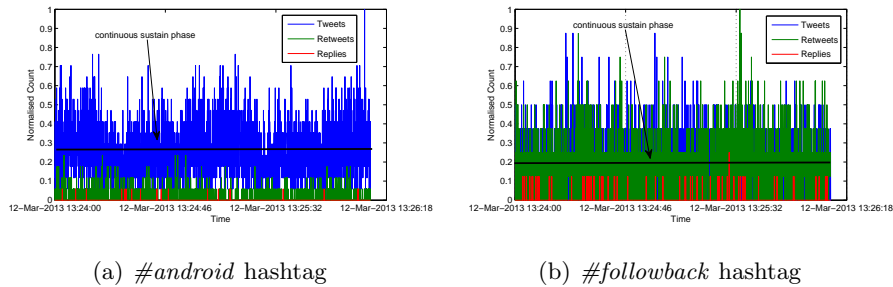 continuous sustain phase
Tweets
Retweets
Replies
Normalised Count
1
0.9
0.8
0.7
0.6
0.5
0.4
0.3
0.2
0.1
0
12−Mar−2013 13:24:00
12−Mar−2013 13:24:46
12−Mar−2013 13:25:32
12−Mar−2013 13:26:18
Time
(a) #android hashtag
continuous sustain phase
Tweets
Retweets
Replies
Normalised Count
1
0.9
0.8
0.7
0.6
0.5
0.4
0.3
0.2
0.1
0
12−Mar−2013 13:24:00
12−Mar−2013 13:24:46
12−Mar−2013 13:25:32
12−Mar−2013 13:26:18
Time
(b) #followback hashtag